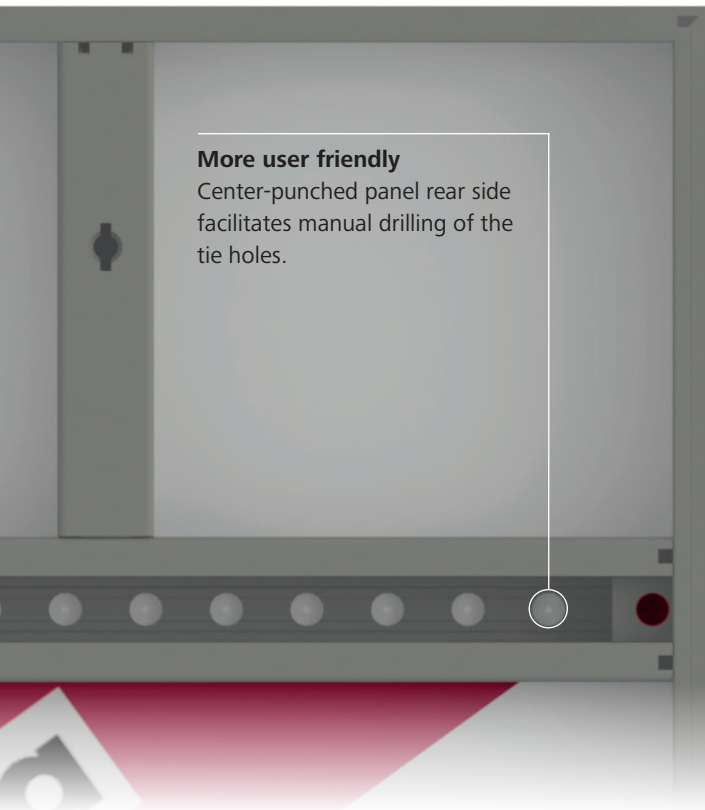 More user friendly
Center-punched panel rear side
facilitates manual drilling of the
tie holes.